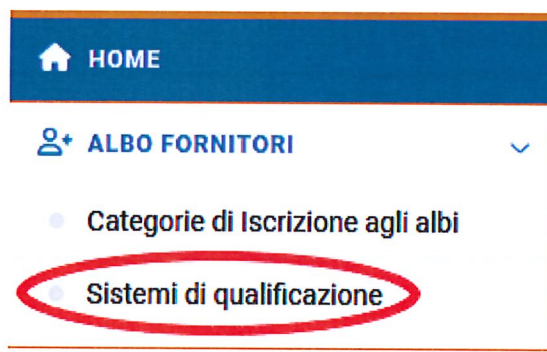 HOME
ALBO FORNITORI
Categorie di Iscrizione agli albi
Sistemi di qualificazione